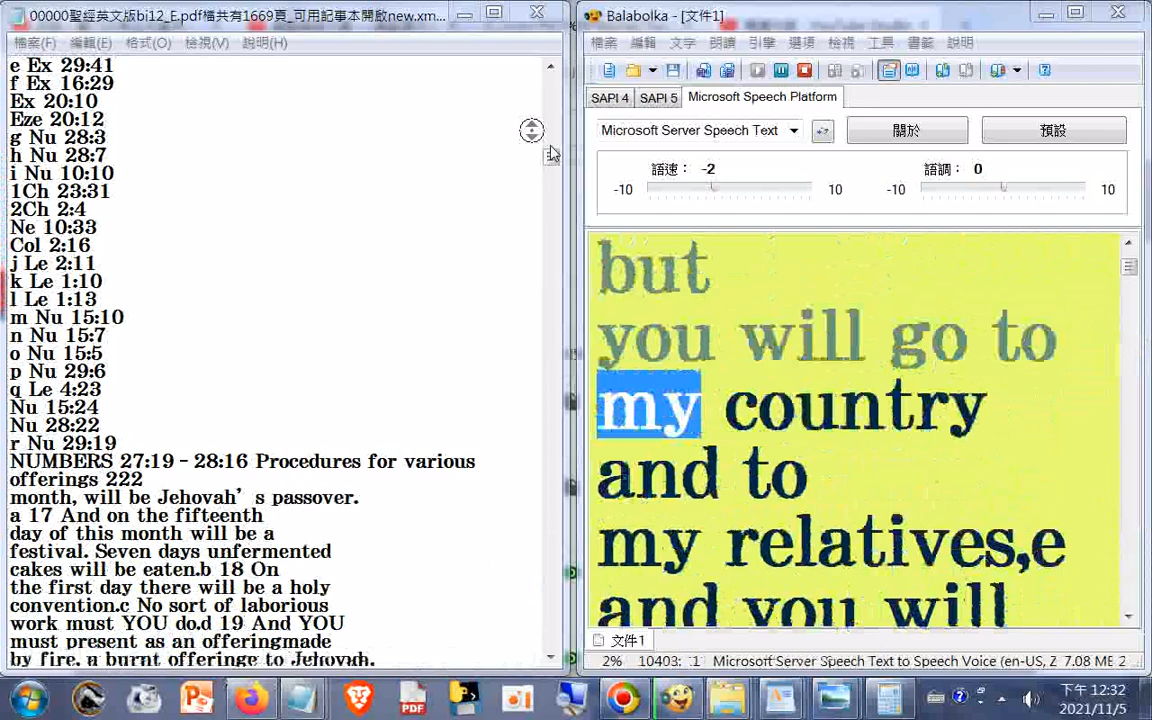 00000聖經英文版bi12_E.pdf檔共有1669頁_可用記事本開啟new.xm...
檔案(F) 編輯(E) 格式(O) 檢視(V) 說明(H)
e Ex 29:41
f Ex 16:29
Ex 20:10
Eze 20:12
g Nu 28:3
h Nu 28:7
i Nu 10:10
1Ch 23:31
2Ch 2:4
Ne 10:33
Col 2:16
j Le 2:11
k Le 1:10
l Le 1:13
m Nu 15:10
n Nu 15:7
o Nu 15:5
p Nu 29:6
q Le 4:23
Nu 15:24
Nu 28:22
r Nu 29:19
NUMBERS 27:19 – 28:16 Procedures for various
offerings 222
month, will be Jehovah’s passover.
a 17 And on the fifteenth
day of this month will be a
festival. Seven days unfermented
cakes will be eaten.b 18 On
the first day there will be a holy
convention.c No sort of laborious
work must YOU do.d 19 And YOU
must present as an offeringmade
by fire, a burnt offeringe to Jehovah,
Balabolka - [文件1]
檔案 編輯 文字 朗讀 引擎 選項 檢視 工具 書籤 說明
SAPI 4 SAPI 5 Microsoft Speech Platform
Microsoft Server Speech Text 關於 預設
語速： -2 語調： 0
-10 10 -10 10
but
you will go to
my country
and to
my relatives,e
and you will
文件1
2% 10403: 1 Microsoft Server Speech Text to Speech Voice (en-US, Z 7.08 ME 2
PDF
下午 12:32
2021/11/5